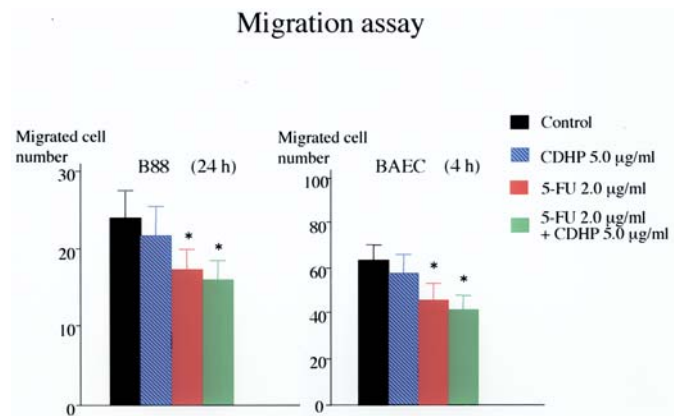 Migration assay
Migrated cell
number
B88 (24 h)
30
20
10
0
*
*
Migrated cell
number
BAEC (4 h)
100
80
60
40
20
0
*
*
Control
CDHP 5.0 µg/ml
5-FU 2.0 µg/ml
5-FU 2.0 µg/ml
+ CDHP 5.0 µg/ml